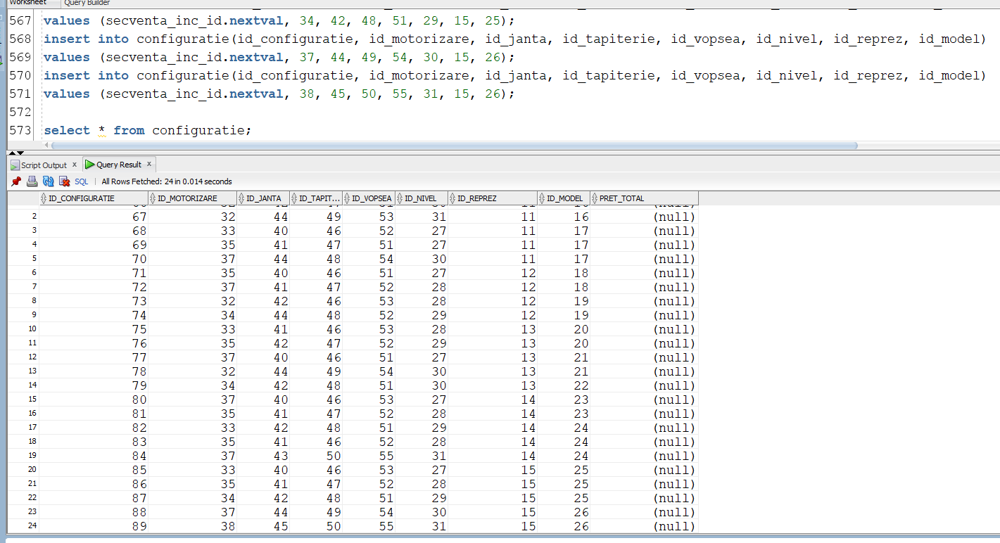 Worksheet Query Builder
567 values (secventa_inc_id.nextval, 34, 42, 48, 51, 29, 15, 25);
568 insert into configuratie(id_configuratie, id_motorizare, id_janta, id_tapiterie, id_vopsea, id_nivel, id_reprez, id_model)
569 values (secventa_inc_id.nextval, 37, 44, 49, 54, 30, 15, 26);
570 insert into configuratie(id_configuratie, id_motorizare, id_janta, id_tapiterie, id_vopsea, id_nivel, id_reprez, id_model)
571 values (secventa_inc_id.nextval, 38, 45, 50, 55, 31, 15, 26);
572
573 select * from configuratie;
Script Output x Query Result x
SQL | All Rows Fetched: 24 in 0.014 seconds
ID_CONFIGURATIE ID_MOTORIZARE ID_JANTA ID_TAPIT... ID_VOPSEA ID_NIVEL ID_REPREZ ID_MODEL PRET_TOTAL
2 67 32 44 49 53 31 11 16 (null)
3 68 33 40 46 52 27 11 17 (null)
4 69 35 41 47 51 27 11 17 (null)
5 70 37 44 48 54 30 11 17 (null)
6 71 35 40 46 51 27 12 18 (null)
7 72 37 41 47 52 28 12 18 (null)
8 73 32 42 46 53 28 12 19 (null)
9 74 34 44 48 52 29 12 19 (null)
10 75 33 41 46 53 28 13 20 (null)
11 76 35 42 47 52 29 13 20 (null)
12 77 37 40 46 51 27 13 21 (null)
13 78 32 44 49 54 30 13 21 (null)
14 79 34 42 48 51 30 13 22 (null)
15 80 37 40 46 53 27 14 23 (null)
16 81 35 41 47 52 28 14 23 (null)
17 82 33 42 48 51 29 14 24 (null)
18 83 35 41 46 52 28 14 24 (null)
19 84 37 43 50 55 31 14 24 (null)
20 85 33 40 46 53 27 15 25 (null)
21 86 35 41 47 52 28 15 25 (null)
22 87 34 42 48 51 29 15 25 (null)
23 88 37 44 49 54 30 15 26 (null)
24 89 38 45 50 55 31 15 26 (null)